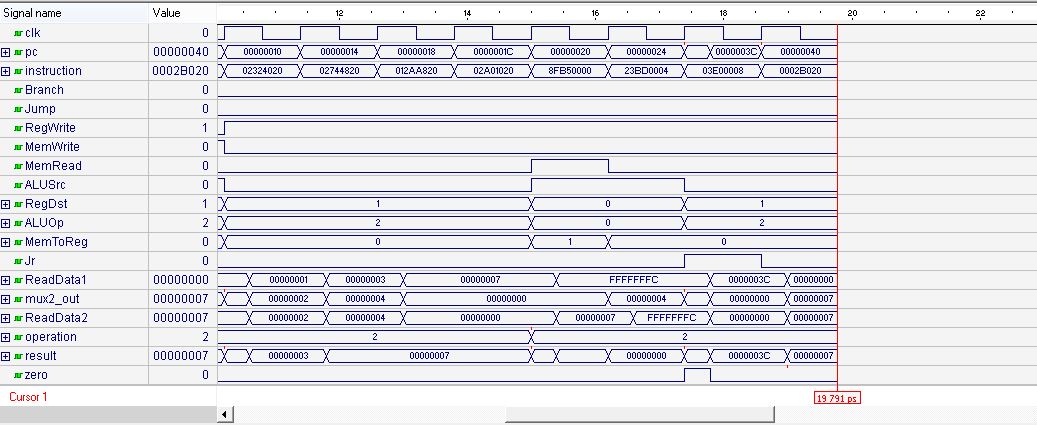 Signal name Value 12 14 16 18 20 22
clk 0
pc 00000040 00000010 00000014 00000018 0000001C 00000020 00000024 0000003C 00000040
instruction 0002B020 02324020 02744820 012AA820 02A01020 8FB50000 23BD0004 03E00008 0002B020
Branch 0
Jump 0
RegWrite 1
MemWrite 0
MemRead 0
ALUSrc 0
RegDst 1 1 0 1
ALUOp 2 2 0 2
MemToReg 0 0 1 0
Jr 0
ReadData1 00000000 00000001 00000003 00000007 FFFFFFFC 0000003C 00000000
mux2_out 00000007 00000002 00000004 00000000 00000004 00000000 00000007
ReadData2 00000007 00000002 00000004 00000000 00000007 FFFFFFFC 00000000 00000007
operation 2 2 2
result 00000007 00000003 00000007 00000000 0000003C 00000007
zero 0
Cursor 1 19 791 ps